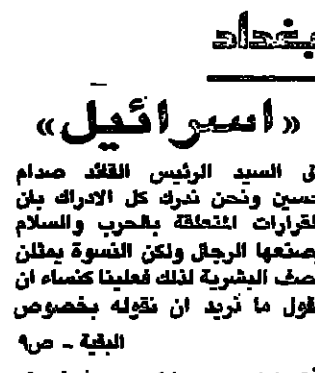 بغداد
«اسرائيل»
السيد الرئيس القائد صدام
حسين ونحن ندرك كل الادراك بان
القرارات المتعلقة بالحرب والسلام
يصنعها الرجال ولكن النسوة يمثلن
نصف البشرية لذلك فعلينا كنساء ان
نقول ما نريد ان نقوله بخصوص
البقية ـ ص٩